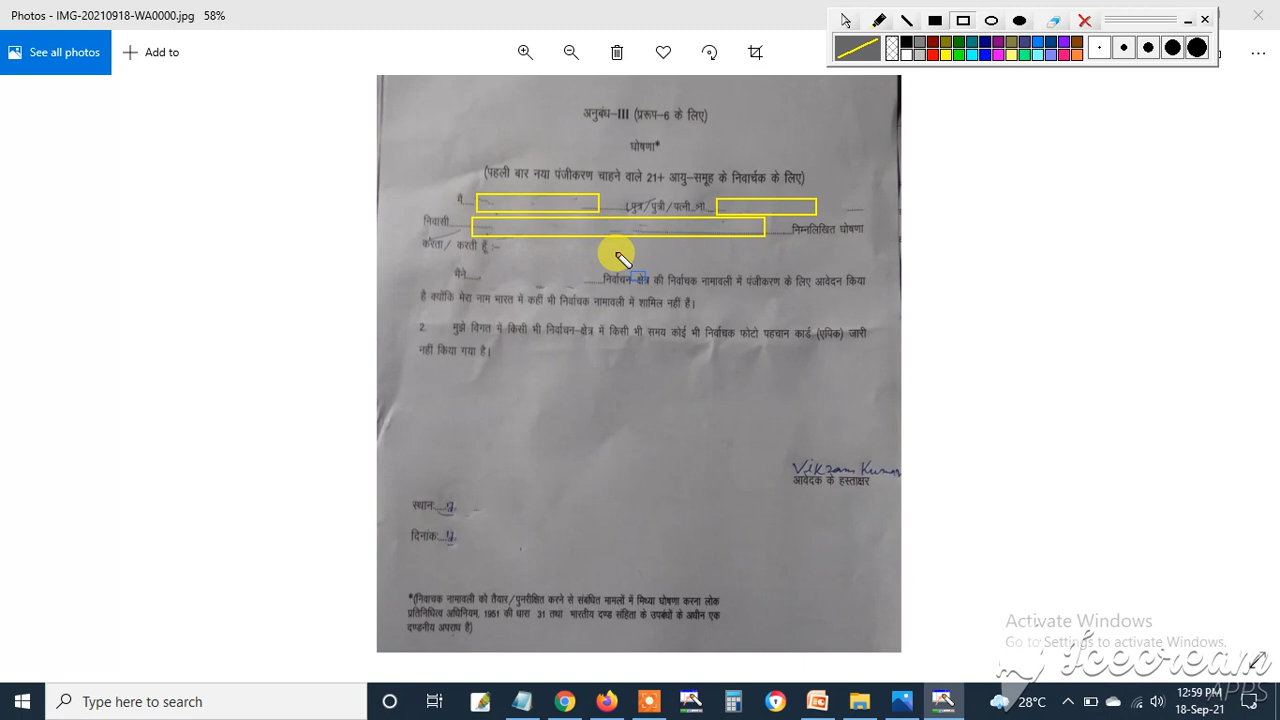 Photos - IMG-20210918-WA0000.jpg 58%
See all photos
Add to
अनुबंध-III (प्ररूप-6 के लिए)
घोषणा*
(पहली बार नया पंजीकरण चाहने वाले 21+ आयु-समूह के निवार्चक के लिए)
मैं (पुत्र/पुत्री/पत्नी श्री
निवासी निम्नलिखित घोषणा
करता/ करती हूँ :-
मैने निर्वाचन क्षेत्र की निर्वाचक नामावली में पंजीकरण के लिए आवेदन किया
है क्योंकि मेरा नाम भारत में कहीं भी निर्वाचक नामावली में शामिल नहीं है।
2. मुझे विगत में किसी भी निर्वाचन-क्षेत्र में किसी भी समय कोई भी निर्वाचक फोटो पहचान कार्ड (एपिक) जारी
नहीं किया गया है।
Vikram Kumar
आवेदक के हस्ताक्षर
स्थान
दिनांक
*(निवाचक नामावली को तैयार/पुनरीक्षित करने से संबंधित मामलों में मिथ्या घोषणा करना लोक
प्रतिनिधित्व अधिनियम, 1951 की धारा 31 तथा भारतीय दण्ड संहिता के उपबंधों के अधीन एक
दण्डनीय अपराध है)
Activate Windows
Go to Settings to activate Windows.
Icecream
APPS
Type here to search
28°C
12:59 PM
18-Sep-21